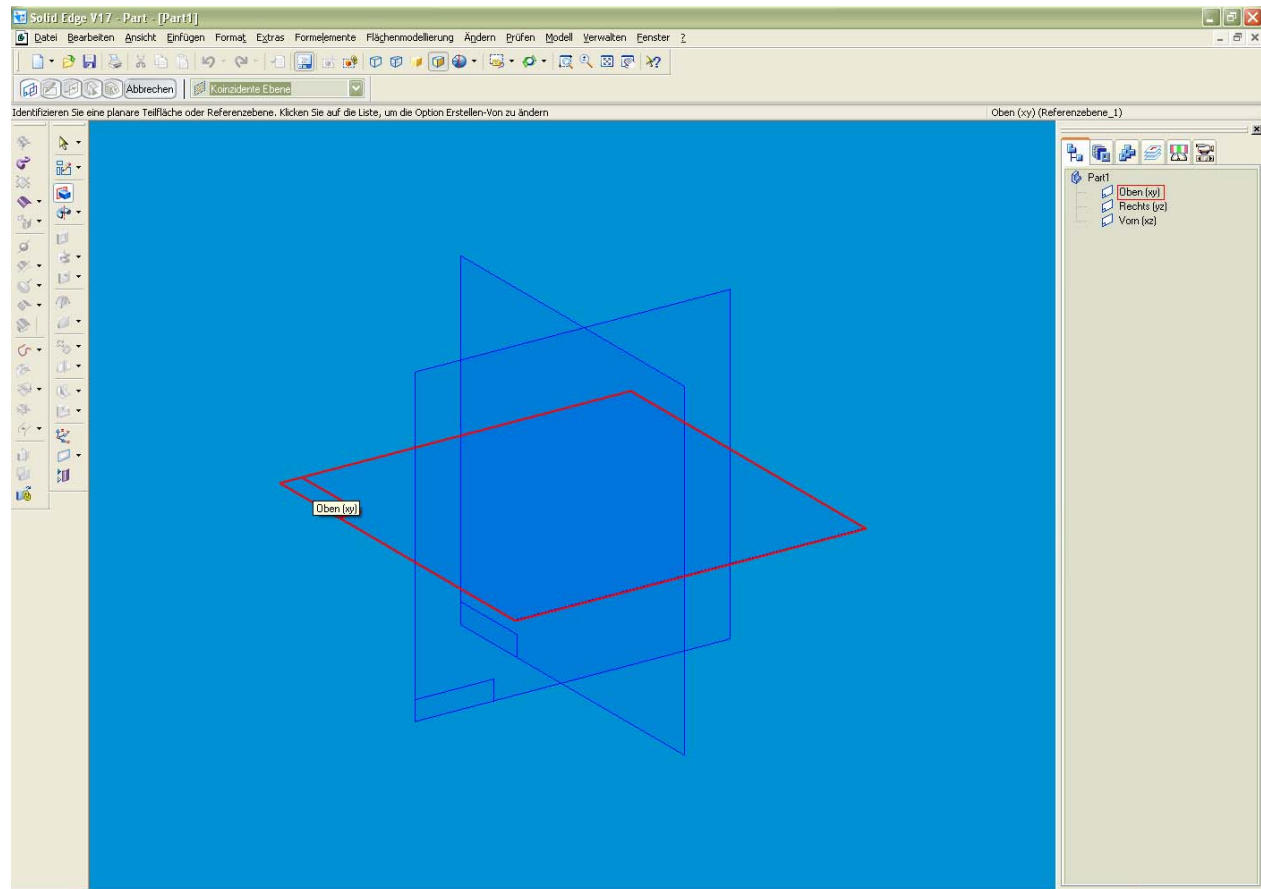 Solid Edge V17 - Part - [Part1]
Datei Bearbeiten Ansicht Einfügen Format Extras Formelemente Flächenmodellierung Ändern Prüfen Modell Verwalten Fenster ?
Abbrechen Koinzidente Ebene
Identifizieren Sie eine planare Teilfläche oder Referenzebene. Klicken Sie auf die Liste, um die Option Erstellen-Von zu ändern Oben (xy) (Referenzebene_1)
Part1
Oben (xy)
Rechts (yz)
Vorn (xz)
Oben (xy)